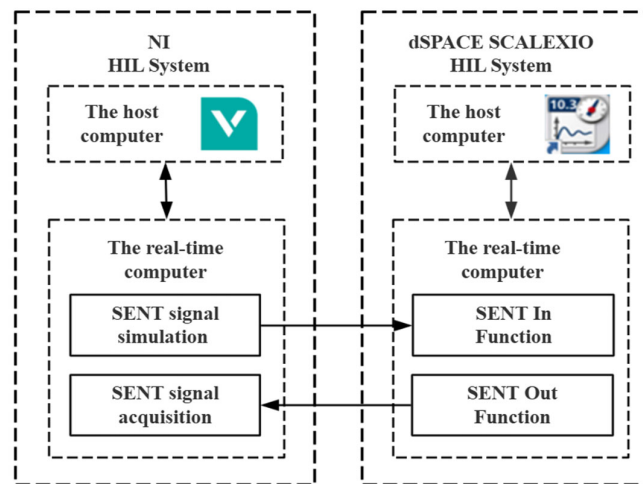 NI
HIL System
The host
computer
The real-time
computer
SENT signal
simulation
SENT signal
acquisition
dSPACE SCALEXIO
HIL System
The host
computer
10.3
The real-time
computer
SENT In
Function
SENT Out
Function